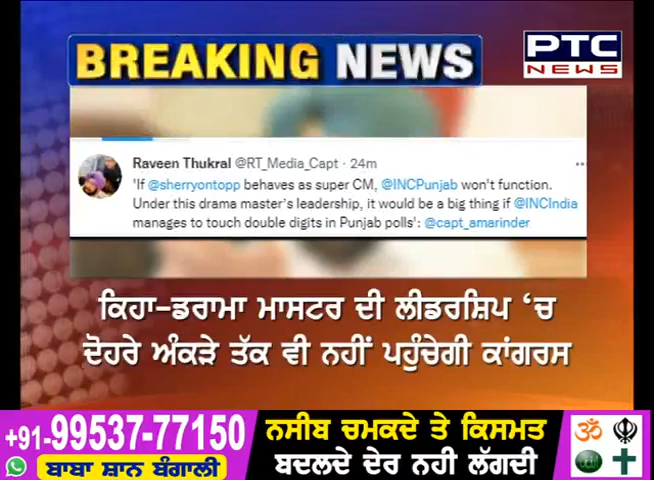 BREAKING NEWS
PTC
NEWS
Raveen Thukral @RT_Media_Capt · 24m
'If @sherryontopp behaves as super CM, @INCPunjab won't function.
Under this drama master's leadership, it would be a big thing if @INCIndia
manages to touch double digits in Punjab polls': @capt_amarinder
ਕਿਹਾ-ਡਰਾਮਾ ਮਾਸਟਰ ਦੀ ਲੀਡਰਸ਼ਿਪ ‘ਚ
ਦੋਹਰੇ ਅੰਕੜੇ ਤੱਕ ਵੀ ਨਹੀਂ ਪਹੁੰਚੇਗੀ ਕਾਂਗਰਸ
+91-99537-77150
ਬਾਬਾ ਸ਼ਾਨ ਬੰਗਾਲੀ
ਨਸੀਬ ਚਮਕਦੇ ਤੇ ਕਿਸਮਤ
ਬਦਲਦੇ ਦੇਰ ਨਹੀ ਲੱਗਦੀ
ॐ